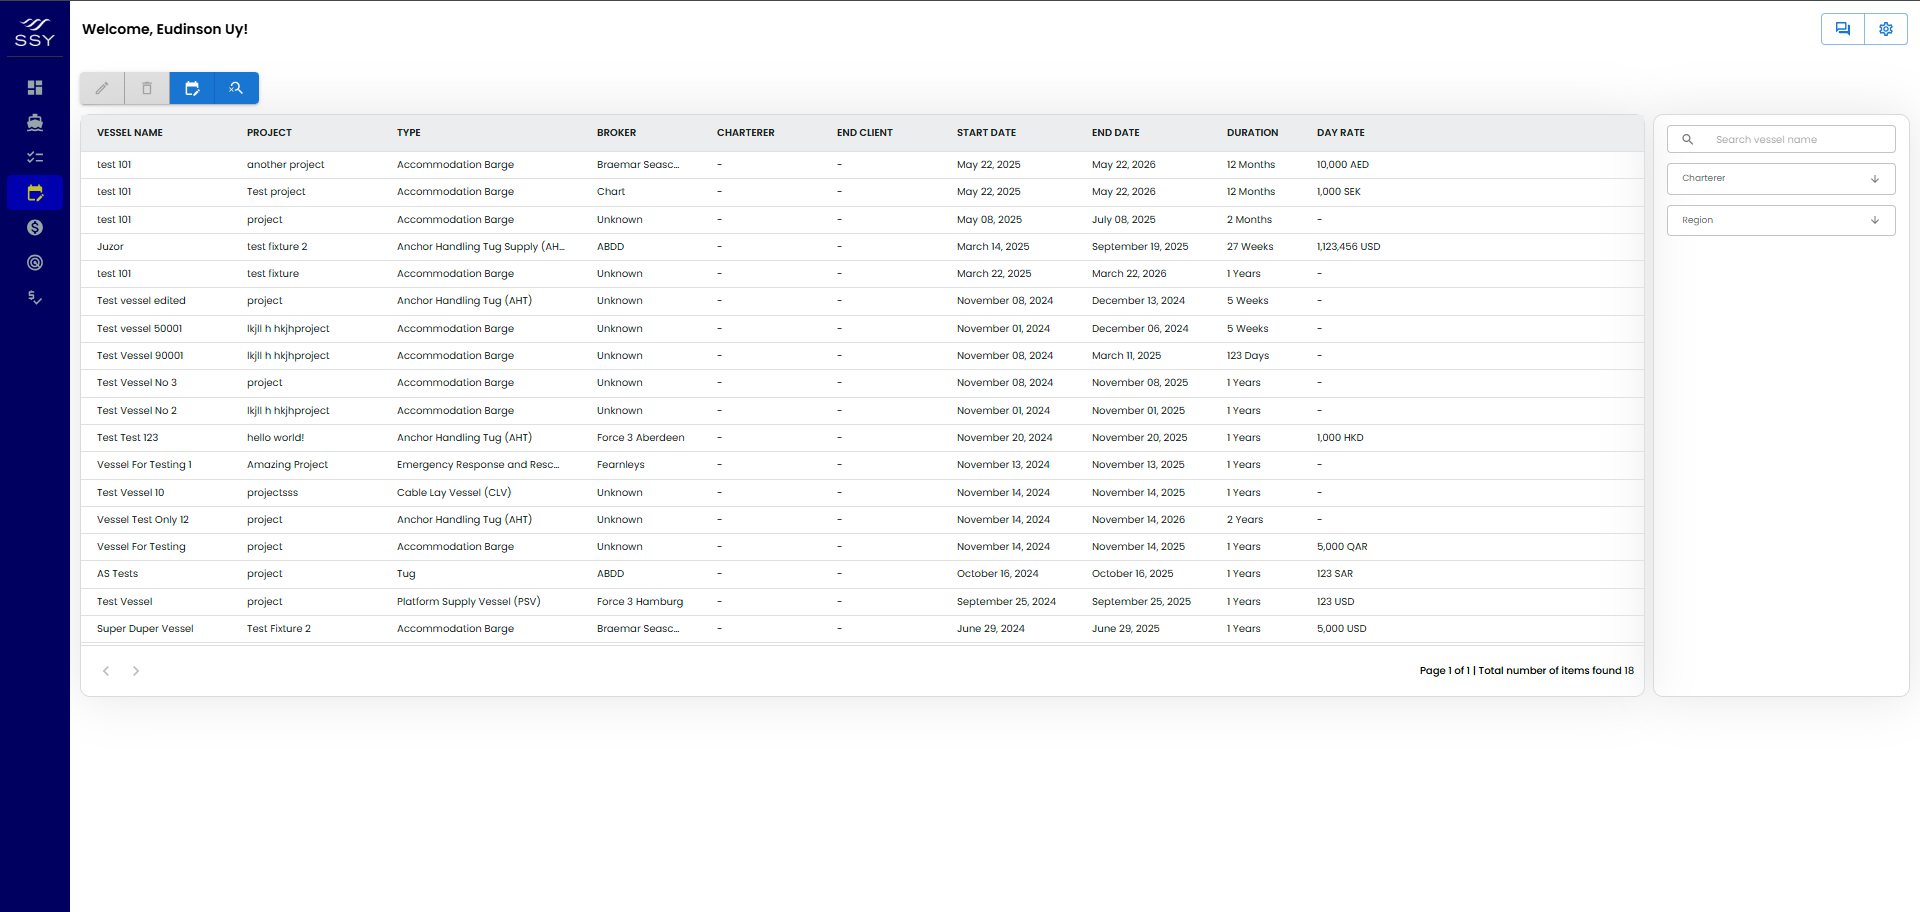 SSY
Welcome, Eudinson Uy!
VESSEL NAME PROJECT TYPE BROKER CHARTERER END CLIENT START DATE END DATE DURATION DAY RATE
test 101 another project Accommodation Barge Braemar Seasc... - - May 22, 2025 May 22, 2026 12 Months 10,000 AED
test 101 Test project Accommodation Barge Chart - - May 22, 2025 May 22, 2026 12 Months 1,000 SEK
test 101 project Accommodation Barge Unknown - - May 08, 2025 July 08, 2025 2 Months -
Juzor test fixture 2 Anchor Handling Tug Supply (AH... ABDD - - March 14, 2025 September 19, 2025 27 Weeks 1,123,456 USD
test 101 test fixture Accommodation Barge Unknown - - March 22, 2025 March 22, 2026 1 Years -
Test vessel edited project Anchor Handling Tug (AHT) Unknown - - November 08, 2024 December 13, 2024 5 Weeks -
Test vessel 50001 lkjll h hkjhproject Accommodation Barge Unknown - - November 01, 2024 December 06, 2024 5 Weeks -
Test Vessel 90001 lkjll h hkjhproject Accommodation Barge Unknown - - November 08, 2024 March 11, 2025 123 Days -
Test Vessel No 3 project Accommodation Barge Unknown - - November 08, 2024 November 08, 2025 1 Years -
Test Vessel No 2 lkjll h hkjhproject Accommodation Barge Unknown - - November 01, 2024 November 01, 2025 1 Years -
Test Test 123 hello world! Anchor Handling Tug (AHT) Force 3 Aberdeen - - November 20, 2024 November 20, 2025 1 Years 1,000 HKD
Vessel For Testing 1 Amazing Project Emergency Response and Resc... Fearnleys - - November 13, 2024 November 13, 2025 1 Years -
Test Vessel 10 projectsss Cable Lay Vessel (CLV) Unknown - - November 14, 2024 November 14, 2025 1 Years -
Vessel Test Only 12 project Anchor Handling Tug (AHT) Unknown - - November 14, 2024 November 14, 2026 2 Years -
Vessel For Testing project Accommodation Barge Unknown - - November 14, 2024 November 14, 2025 1 Years 5,000 QAR
AS Tests project Tug ABDD - - October 16, 2024 October 16, 2025 1 Years 123 SAR
Test Vessel project Platform Supply Vessel (PSV) Force 3 Hamburg - - September 25, 2024 September 25, 2025 1 Years 123 USD
Super Duper Vessel Test Fixture 2 Accommodation Barge Braemar Seasc... - - June 29, 2024 June 29, 2025 1 Years 5,000 USD
Page 1 of 1 | Total number of items found 18
Search vessel name
Charterer
Region